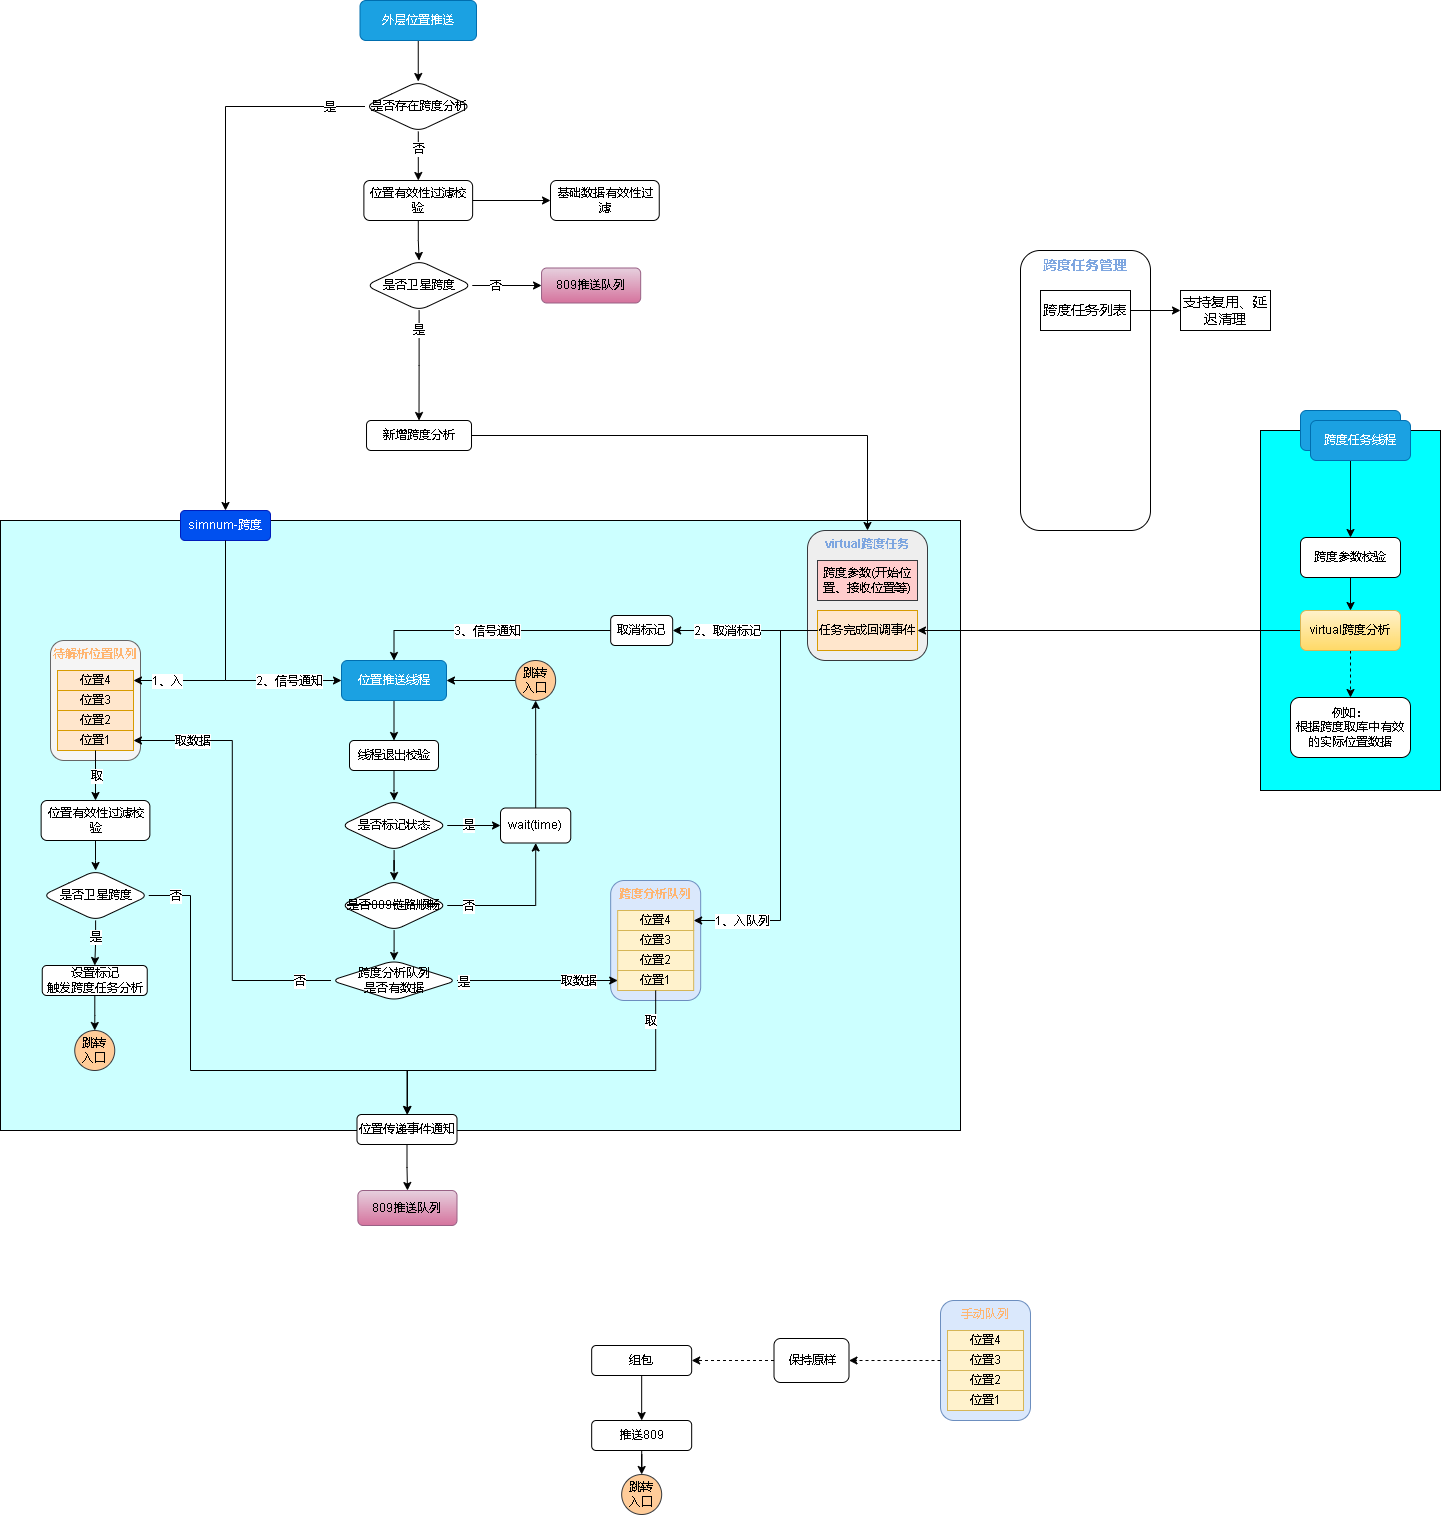 外层位置推送
是否存在跨度分析
是
否
位置有效性过滤校
验
基础数据有效性过
滤
是否卫星跨度
否
809推送队列
是
新增跨度分析
跨度任务管理
跨度任务列表
支持复用、延
迟清理
跨度任务线程
跨度参数校验
virtual跨度分析
例如：
根据跨度取库中有效
的实际位置数据
simnum-跨度
virtual跨度任务
跨度参数(开始位
置、接收位置等)
任务完成回调事件
2、取消标记
取消标记
3、信号通知
待解析位置队列
位置4
位置3
位置2
位置1
1、入
2、信号通知
位置推送线程
跳转
入口
取数据
线程退出校验
取
位置有效性过滤校
验
是否标记状态
是
wait(time)
是否卫星跨度
否
是否809链路顺畅
否
跨度分析队列
位置4
位置3
位置2
位置1
1、入队列
是
设置标记
触发跨度任务分析
否
跨度分析队列
是否有数据
是
取数据
取
跳转
入口
位置传递事件通知
809推送队列
手动队列
位置4
位置3
位置2
位置1
保持原样
组包
推送809
跳转
入口